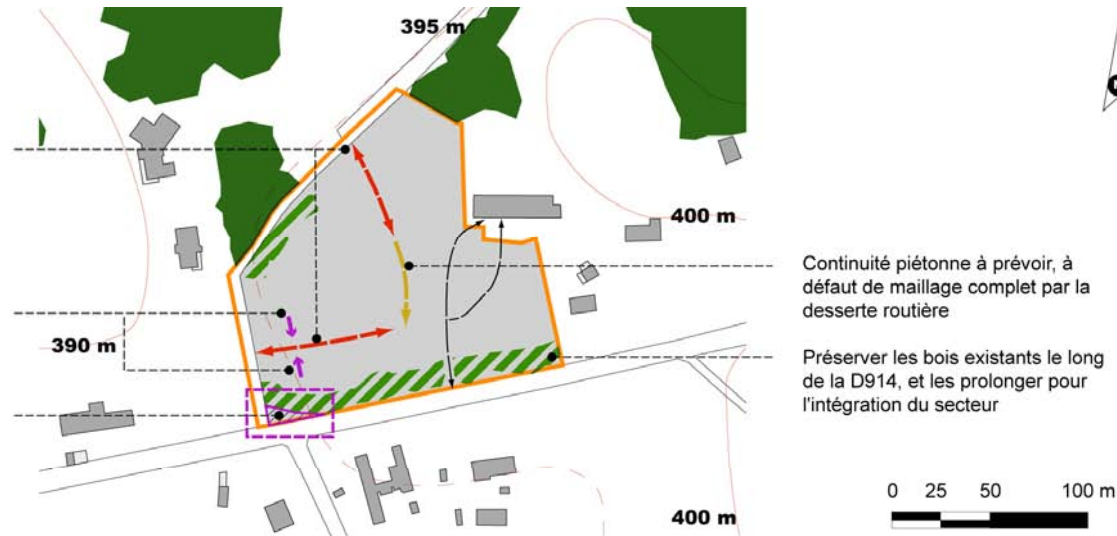 395 m
400 m
390 m
400 m
Continuité piétonne à prévoir, à
défaut de maillage complet par la
desserte routière
Préserver les bois existants le long
de la D914, et les prolonger pour
l'intégration du secteur
0 25 50 100 m